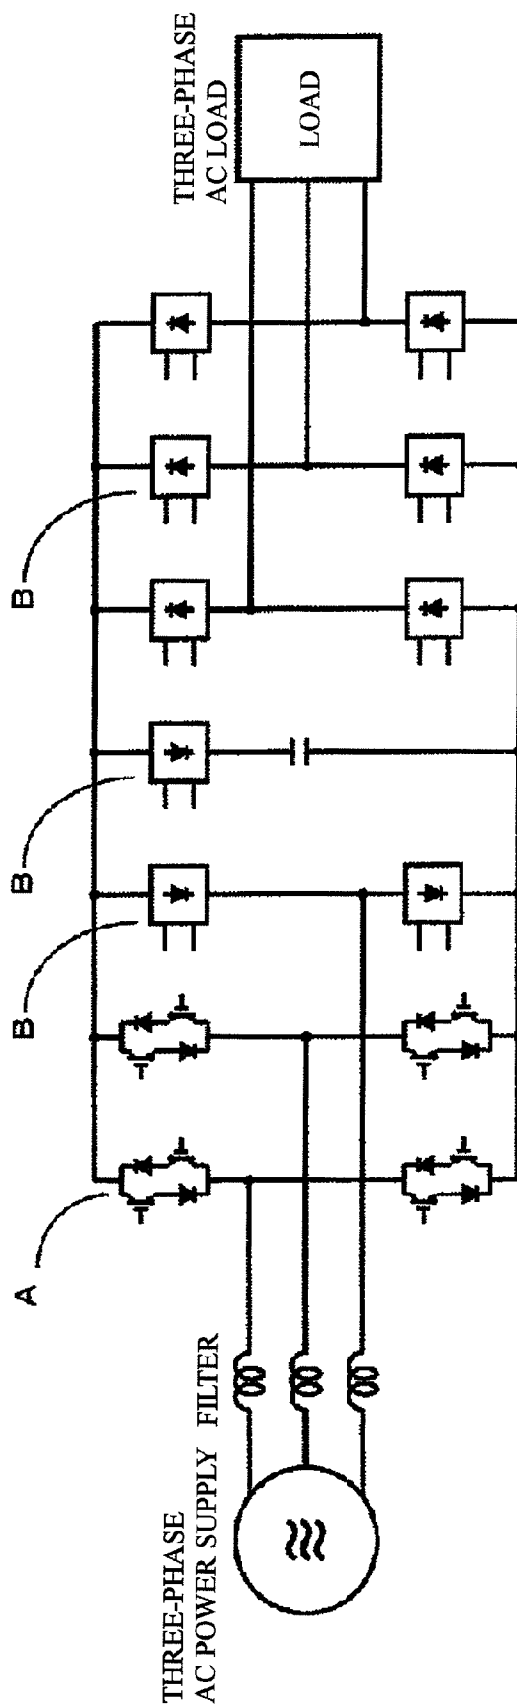 THREE-PHASE
AC POWER SUPPLY FILTER
A
B
B
B
THREE-PHASE
AC LOAD
LOAD